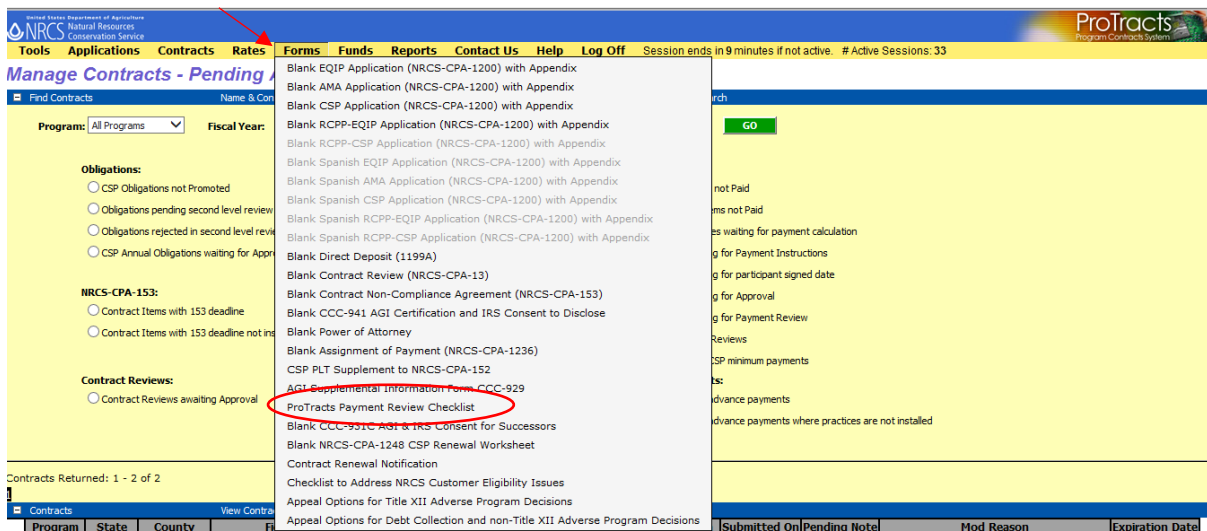 United States Department of Agriculture
NRCS Natural Resources
Conservation Service
ProTracts
Program Contracts System
Tools Applications Contracts Rates Forms Funds Reports Contact Us Help Log Off Session ends in 9 minutes if not active. # Active Sessions: 33
Manage Contracts - Pending
Find Contracts Name & Con
Program: All Programs Fiscal Year: GO
Obligations:
CSP Obligations not Promoted
Obligations pending second level review
Obligations rejected in second level revie
CSP Annual Obligations waiting for Appr
NRCS-CPA-153:
Contract Items with 153 deadline
Contract Items with 153 deadline not ins
Contract Reviews:
Contract Reviews awaiting Approval
Blank EQIP Application (NRCS-CPA-1200) with Appendix
Blank AMA Application (NRCS-CPA-1200) with Appendix
Blank CSP Application (NRCS-CPA-1200) with Appendix
Blank RCPP-EQIP Application (NRCS-CPA-1200) with Appendix
Blank RCPP-CSP Application (NRCS-CPA-1200) with Appendix
Blank Spanish EQIP Application (NRCS-CPA-1200) with Appendix
Blank Spanish AMA Application (NRCS-CPA-1200) with Appendix
Blank Spanish CSP Application (NRCS-CPA-1200) with Appendix
Blank Spanish RCPP-EQIP Application (NRCS-CPA-1200) with Appendix
Blank Spanish RCPP-CSP Application (NRCS-CPA-1200) with Appendix
Blank Direct Deposit (1199A)
Blank Contract Review (NRCS-CPA-13)
Blank Contract Non-Compliance Agreement (NRCS-CPA-153)
Blank CCC-941 AGI Certification and IRS Consent to Disclose
Blank Power of Attorney
Blank Assignment of Payment (NRCS-CPA-1236)
CSP PLT Supplement to NRCS-CPA-152
AGI Supplemental Information Form CCC-929
ProTracts Payment Review Checklist
Blank CCC-931C AGI & IRS Consent for Successors
Blank NRCS-CPA-1248 CSP Renewal Worksheet
Contract Renewal Notification
Checklist to Address NRCS Customer Eligibility Issues
Appeal Options for Title XII Adverse Program Decisions
Appeal Options for Debt Collection and non-Title XII Adverse Program Decisions
rch
not Paid
ms not Paid
es waiting for payment calculation
g for Payment Instructions
g for participant signed date
g for Approval
g for Payment Review
Reviews
CSP minimum payments
ts:
dvance payments
dvance payments where practices are not installed
Contracts Returned: 1 - 2 of 2
Contracts View Contra
Program State County Fi Submitted On Pending Note Mod Reason Expiration Date